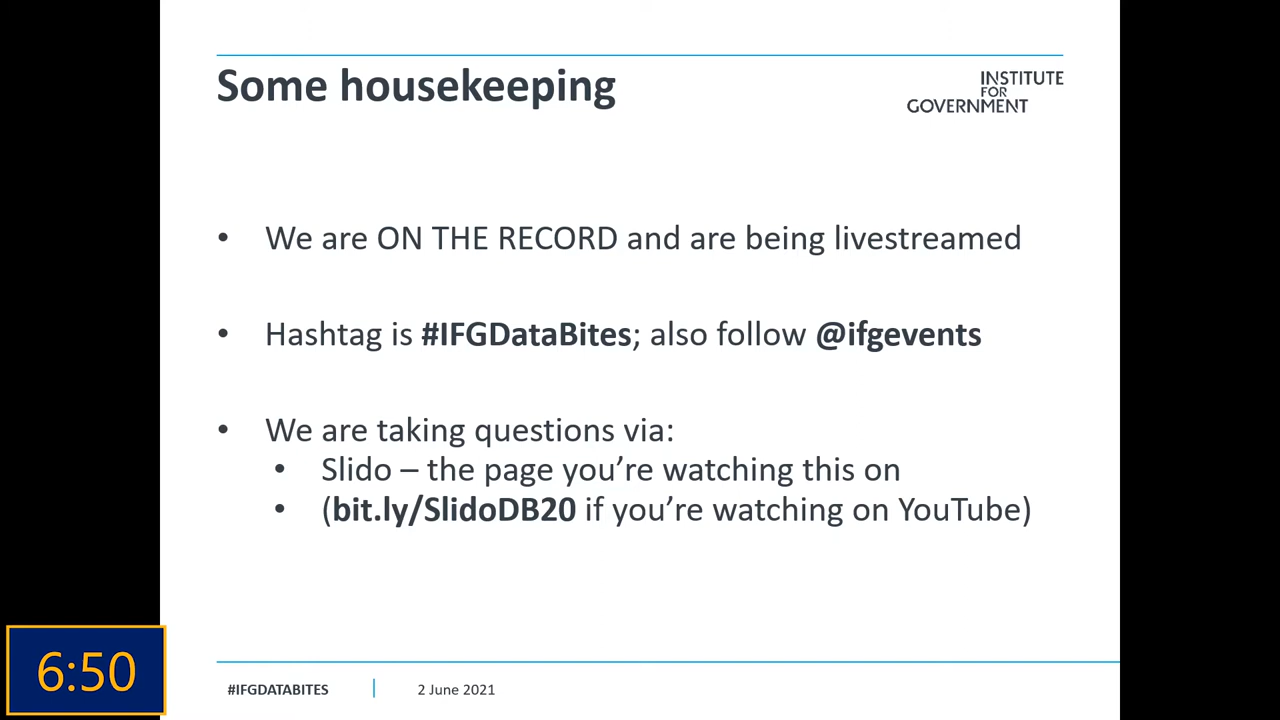 Some housekeeping
INSTITUTE
FOR
GOVERNMENT
• We are ON THE RECORD and are being livestreamed
• Hashtag is #IFGDataBites; also follow @ifgevents
• We are taking questions via:
• Slido – the page you’re watching this on
• (bit.ly/SlidoDB20 if you’re watching on YouTube)
6:50
#IFGDATABITES
2 June 2021